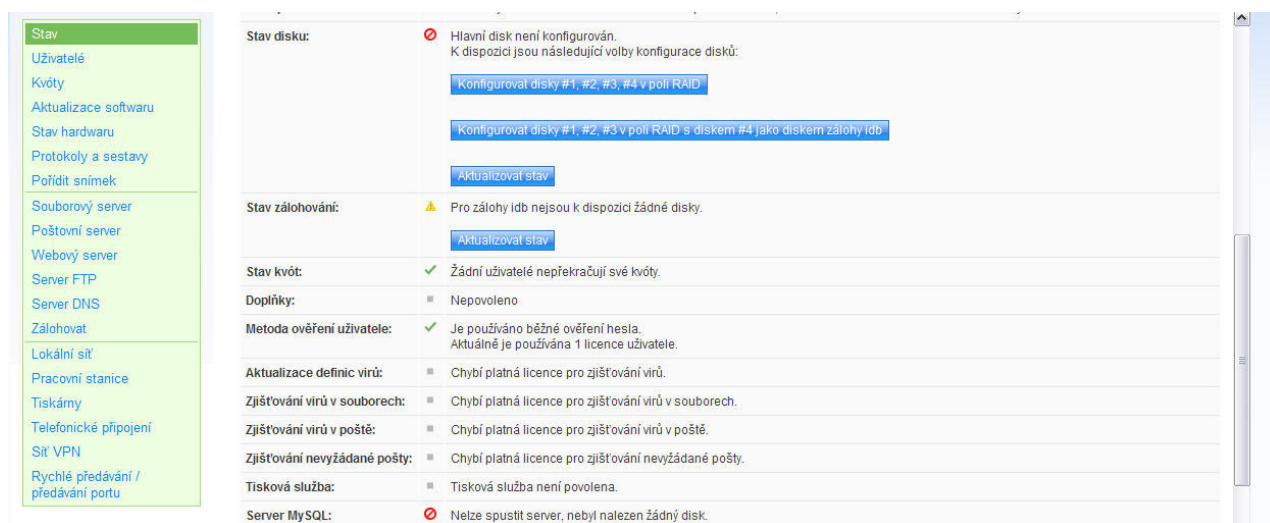 Stav
Uživatelé
Kvóty
Aktualizace softwaru
Stav hardwaru
Protokoly a sestavy
Pořídit snímek
Souborový server
Poštovní server
Webový server
Server FTP
Server DNS
Zálohovat
Lokální síť
Pracovní stanice
Tiskárny
Telefonické připojení
Síť VPN
Rychlé předávání /
předávání portu
Stav disku:
Hlavní disk není konfigurován.
K dispozici jsou následující volby konfigurace disků:
Konfigurovat disky #1, #2, #3, #4 v poli RAID
Konfigurovat disky #1, #2, #3 v poli RAID s diskem #4 jako diskem zálohy idb
Aktualizovat stav
Stav zálohování:
Pro zálohy idb nejsou k dispozici žádné disky.
Aktualizovat stav
Stav kvót:
Žádní uživatelé nepřekračují své kvóty.
Doplňky:
Nepovoleno
Metoda ověření uživatele:
Je používáno běžné ověření hesla.
Aktuálně je používána 1 licence uživatele.
Aktualizace definic virů:
Chybí platná licence pro zjišťování virů.
Zjišťování virů v souborech:
Chybí platná licence pro zjišťování virů v souborech.
Zjišťování virů v poště:
Chybí platná licence pro zjišťování virů v poště.
Zjišťování nevyžádané pošty:
Chybí platná licence pro zjišťování nevyžádané pošty.
Tisková služba:
Tisková služba není povolena.
Server MySQL:
Nelze spustit server, nebyl nalezen žádný disk.